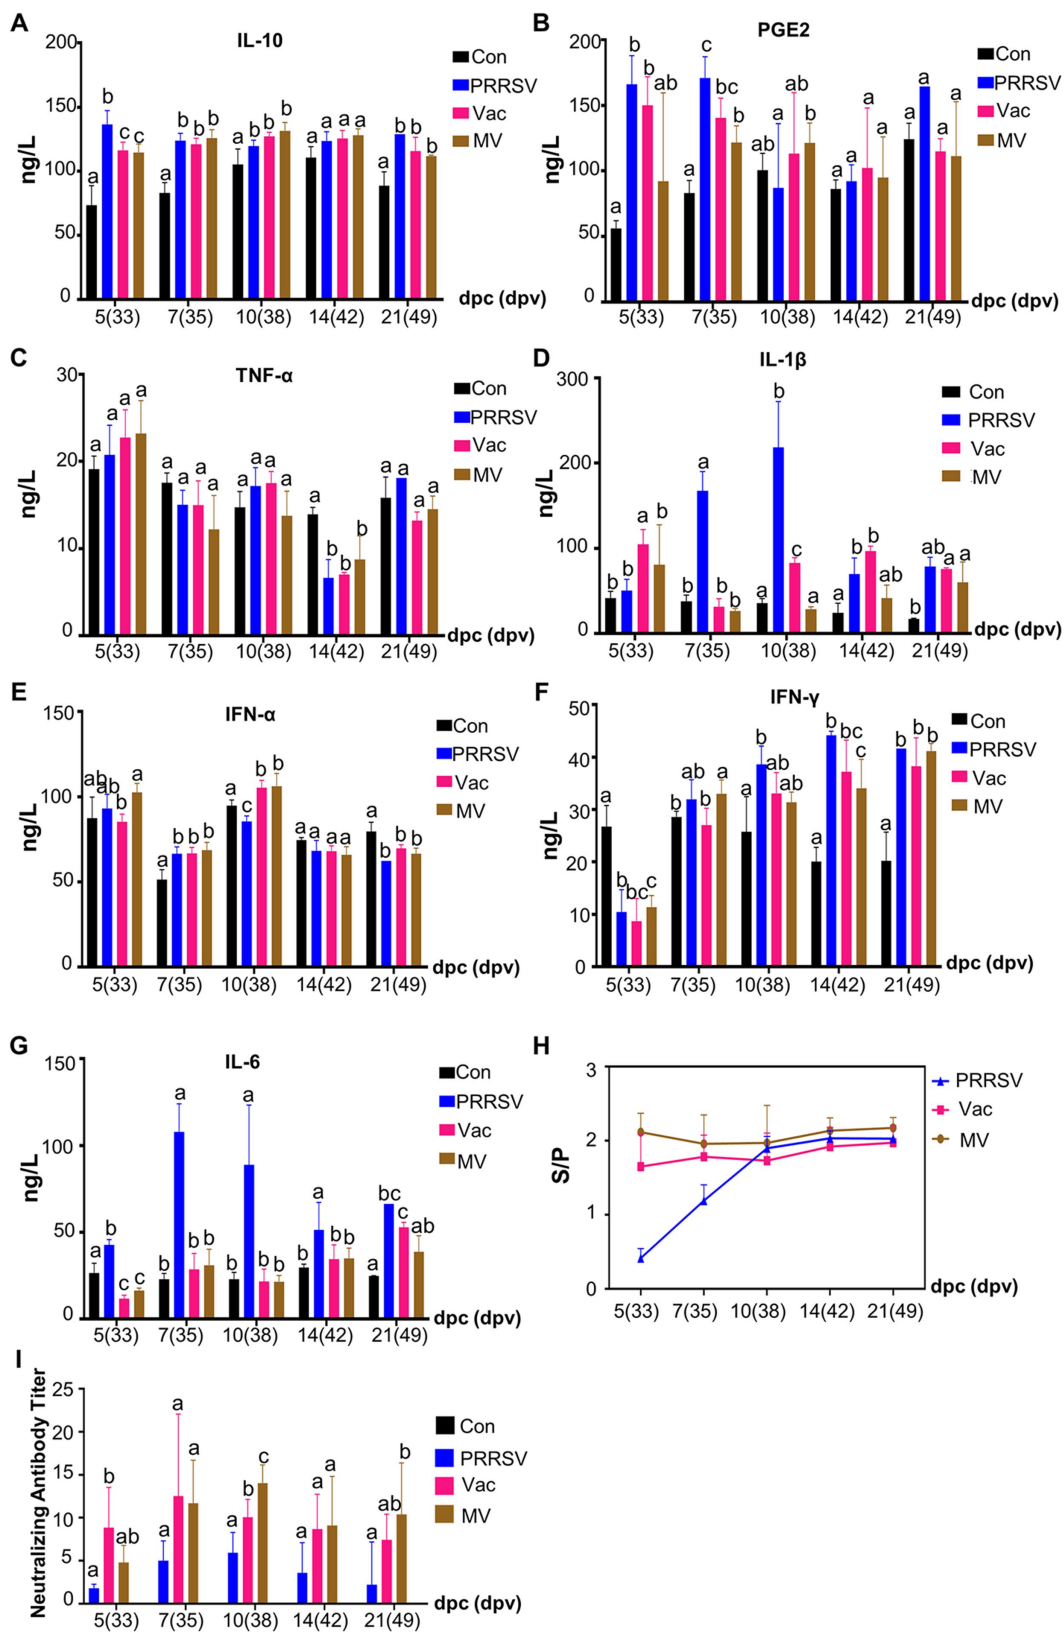 A
IL-10
200
150
100
50
0
ng/L
b
a
c
c
a
b
b
b
a
b
b
b
a
a
a
a
a
b
b
b
Con
PRRSV
Vac
MV
5(33)
7(35)
10(38)
14(42)
21(49)
dpc (dpv)
B
PGE2
200
150
100
50
0
ng/L
a
b
b
ab
a
c
bc
b
ab
a
ab
b
a
a
a
a
a
a
a
a
Con
PRRSV
Vac
MV
5(33)
7(35)
10(38)
14(42)
21(49)
dpc (dpv)
C
TNF-α
30
20
10
0
ng/L
a
a
a
a
a
a
a
a
a
a
a
a
a
b
b
b
a
a
a
a
Con
PRRSV
Vac
MV
5(33)
7(35)
10(38)
14(42)
21(49)
dpc (dpv)
D
IL-1β
300
200
100
0
ng/L
b
b
a
b
b
a
b
b
a
b
c
a
a
b
b
ab
b
ab
a
a
Con
PRRSV
Vac
MV
5(33)
7(35)
10(38)
14(42)
21(49)
dpc (dpv)
E
IFN-α
150
100
50
0
ng/L
ab
ab
b
a
a
b
b
b
a
c
b
b
a
a
a
a
a
b
b
b
Con
PRRSV
Vac
MV
5(33)
7(35)
10(38)
14(42)
21(49)
dpc (dpv)
F
IFN-γ
50
40
30
20
10
0
ng/L
a
b
bc
c
b
ab
b
a
a
b
ab
ab
a
b
bc
c
a
b
b
b
Con
PRRSV
Vac
MV
5(33)
7(35)
10(38)
14(42)
21(49)
dpc (dpv)
G
IL-6
150
100
50
0
ng/L
a
b
c
c
b
a
b
b
b
a
b
b
b
a
b
b
a
bc
c
ab
Con
PRRSV
Vac
MV
5(33)
7(35)
10(38)
14(42)
21(49)
dpc (dpv)
H
3
2
1
0
S/P
PRRSV
Vac
MV
5(33)
7(35)
10(38)
14(42)
21(49)
dpc (dpv)
I
25
20
15
10
5
0
Neutralizing Antibody Titer
a
b
ab
a
a
a
a
b
c
a
a
a
a
ab
b
Con
PRRSV
Vac
MV
5(33)
7(35)
10(38)
14(42)
21(49)
dpc (dpv)